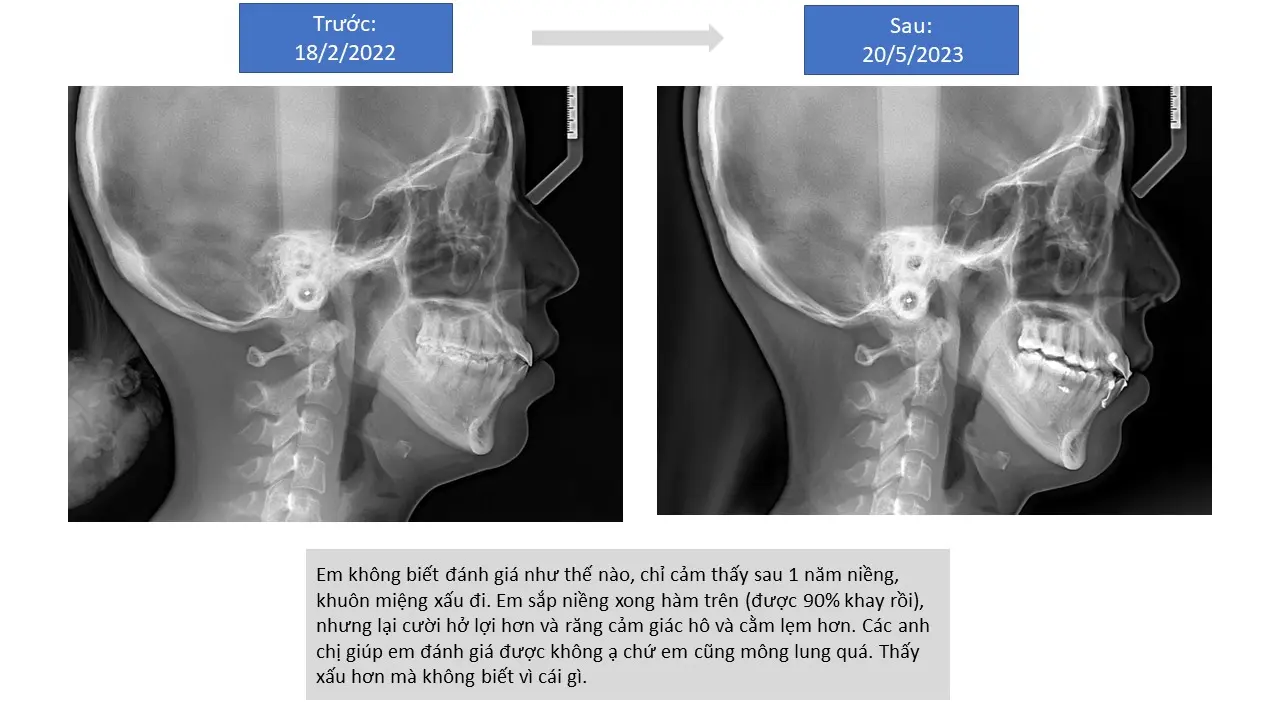 Trước:
18/2/2022
Sau:
20/5/2023
Em không biết đánh giá như thế nào, chỉ cảm thấy sau 1 năm niềng,
khuôn miệng xấu đi. Em sắp niềng xong hàm trên (được 90% khay rồi),
nhưng lại cười hở lợi hơn và răng cảm giác hô và cằm lẹm hơn. Các anh
chị giúp em đánh giá được không ạ chứ em cũng mông lung quá. Thấy
xấu hơn mà không biết vì cái gì.